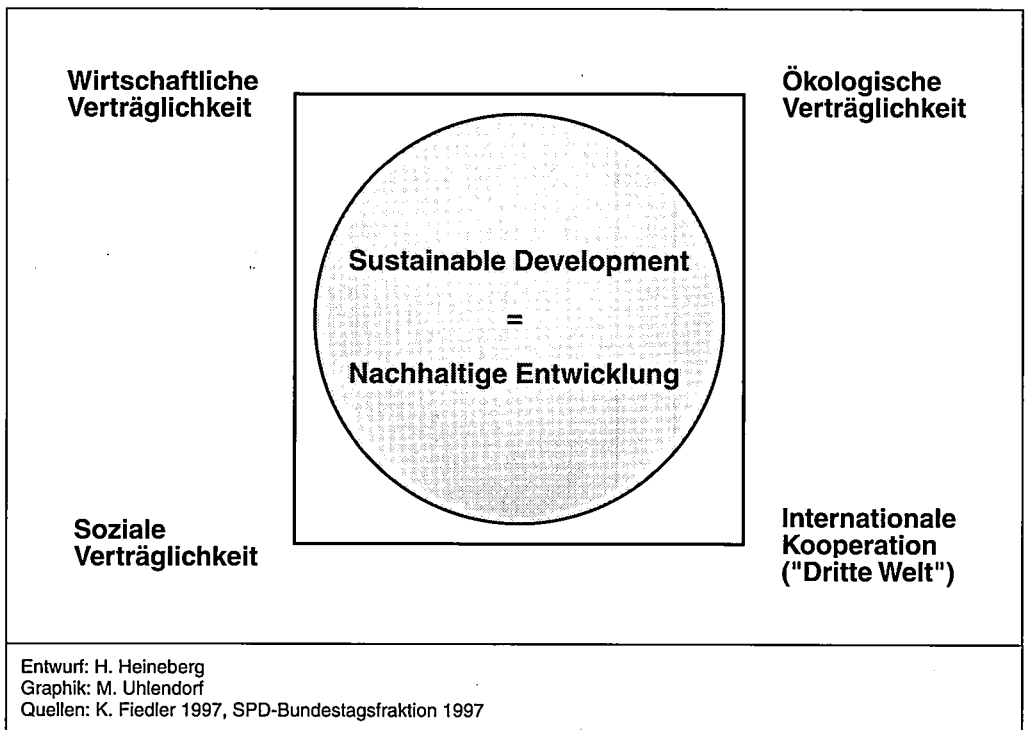 Wirtschaftliche
Verträglichkeit
Ökologische
Verträglichkeit
Sustainable Development
=
Nachhaltige Entwicklung
Soziale
Verträglichkeit
Internationale
Kooperation
("Dritte Welt")
Entwurf: H. Heineberg
Graphik: M. Uhlendorf
Quellen: K. Fiedler 1997, SPD-Bundestagsfraktion 1997